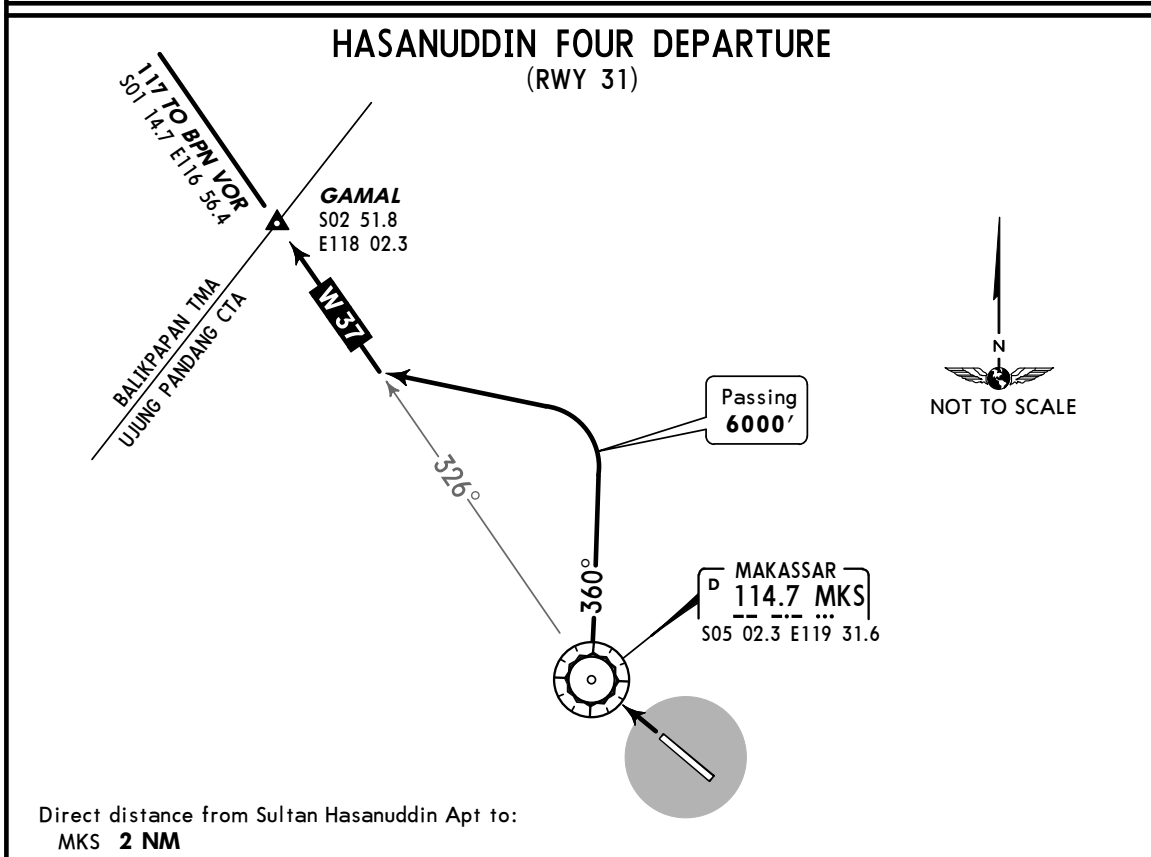 HASANUDDIN FOUR DEPARTURE
(RWY 31)
117 TO BPN VOR
S01 14.7 E116 56.4
GAMAL
S02 51.8
E118 02.3
W 37
BALIKPAPAN TMA
UJUNG PANDANG CTA
N
NOT TO SCALE
Passing
6000'
326°
360°
MAKASSAR
D 114.7 MKS
S05 02.3 E119 31.6
Direct distance from Sultan Hasanuddin Apt to:
MKS 2 NM